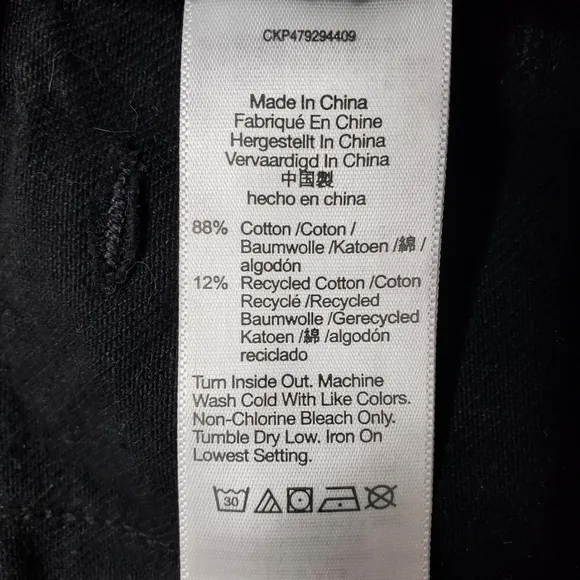 CKP479294409
Made In China
Fabriqué En Chine
Hergestellt In China
Vervaardigd In China
中国製
hecho en china
88% Cotton /Coton /
Baumwolle /Katoen /綿 /
algodón
12% Recycled Cotton /Coton
Recyclé /Recycled
Baumwolle /Gerecycled
Katoen /綿 /algodón
reciclado
Turn Inside Out. Machine
Wash Cold With Like Colors.
Non-Chlorine Bleach Only.
Tumble Dry Low. Iron On
Lowest Setting.
30